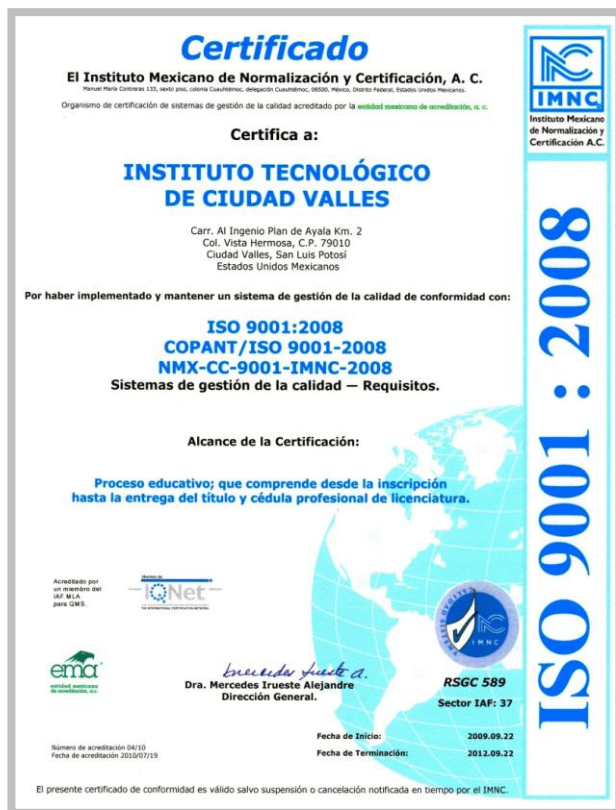 Certificado
El Instituto Mexicano de Normalización y Certificación, A. C.
Manuel María Contreras 133, sexto piso, colonia Cuauhtémoc, delegación Cuauhtémoc, 06500, México, Distrito Federal, Estados Unidos Mexicanos.
Organismo de certificación de sistemas de gestión de la calidad acreditado por la entidad mexicana de acreditación, a. c.
Certifica a:
INSTITUTO TECNOLÓGICO
DE CIUDAD VALLES
Carr. Al Ingenio Plan de Ayala Km. 2
Col. Vista Hermosa, C.P. 79010
Ciudad Valles, San Luis Potosí
Estados Unidos Mexicanos
Por haber implementado y mantener un sistema de gestión de la calidad de conformidad con:
ISO 9001:2008
COPANT/ISO 9001-2008
NMX-CC-9001-IMNC-2008
Sistemas de gestión de la calidad — Requisitos.
Alcance de la Certificación:
Proceso educativo; que comprende desde la inscripción
hasta la entrega del título y cédula profesional de licenciatura.
Acreditado por
un miembro del
IAF MLA
para QMS.
IQNet
THE INTERNATIONAL CERTIFICATION NETWORK
ema
entidad mexicana
de acreditación, a.c.
Dra. Mercedes Irueste Alejandre
Dirección General.
IMNC
RSGC 589
Sector IAF: 37
Fecha de Inicio: 2009.09.22
Fecha de Terminación: 2012.09.22
Número de acreditación 04/10
Fecha de acreditación 2010/07/19
El presente certificado de conformidad es válido salvo suspensión o cancelación notificada en tiempo por el IMNC.
IMNC
Instituto Mexicano
de Normalización y
Certificación A.C.
ISO 9001 : 2008